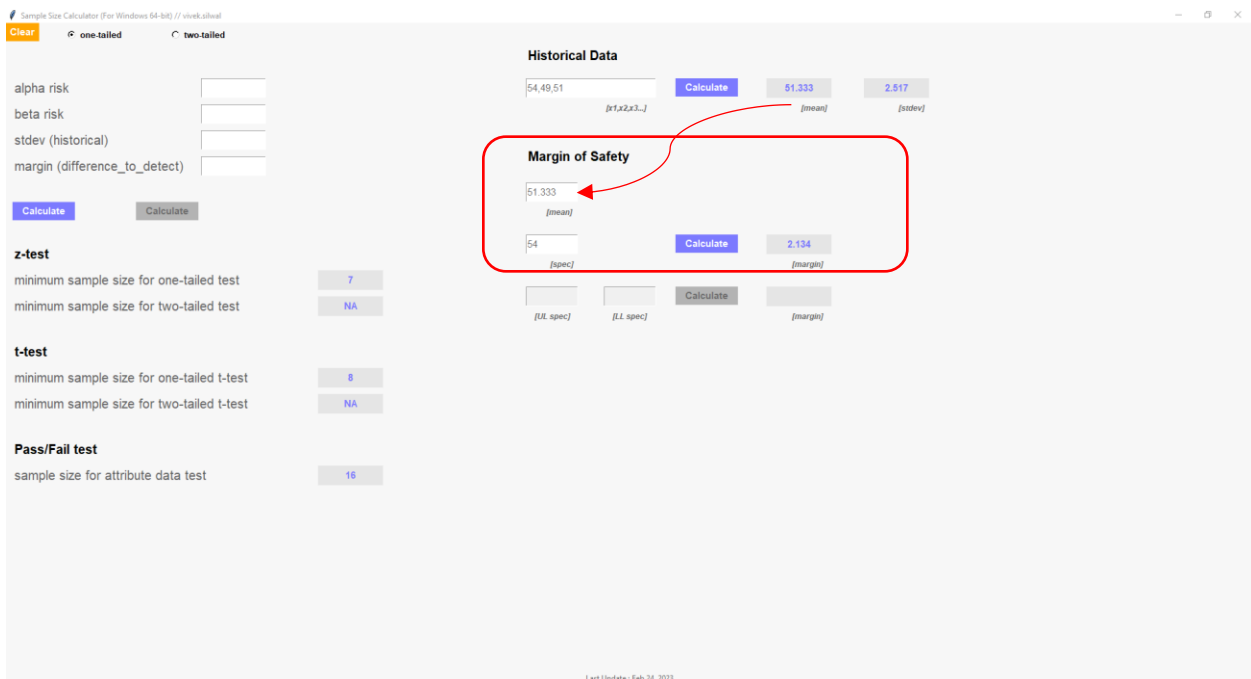 Sample Size Calculator (For Windows 64-bit) // vivek.silwal
Clear one-tailed two-tailed
alpha risk
beta risk
stdev (historical)
margin (difference_to_detect)
Calculate Calculate
z-test
minimum sample size for one-tailed test 7
minimum sample size for two-tailed test NA
t-test
minimum sample size for one-tailed t-test 8
minimum sample size for two-tailed t-test NA
Pass/Fail test
sample size for attribute data test 16
Historical Data
54,49,51 Calculate 51.333 2.517
[x1,x2,x3...] [mean] [stdev]
Margin of Safety
51.333
[mean]
54 Calculate 2.134
[spec] [margin]
Calculate
[UL spec] [LL spec] [margin]
Last Update : Feb 24, 2023